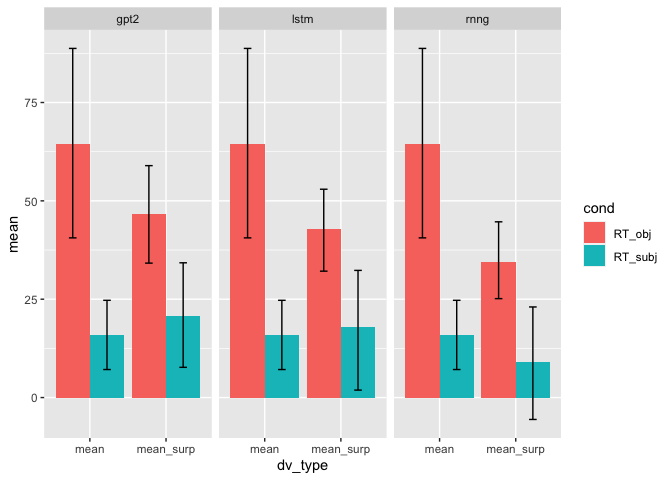 gpt2 lstm rnng
mean
75
50
25
0
mean mean_surp mean mean_surp mean mean_surp
dv_type
cond
RT_obj
RT_subj